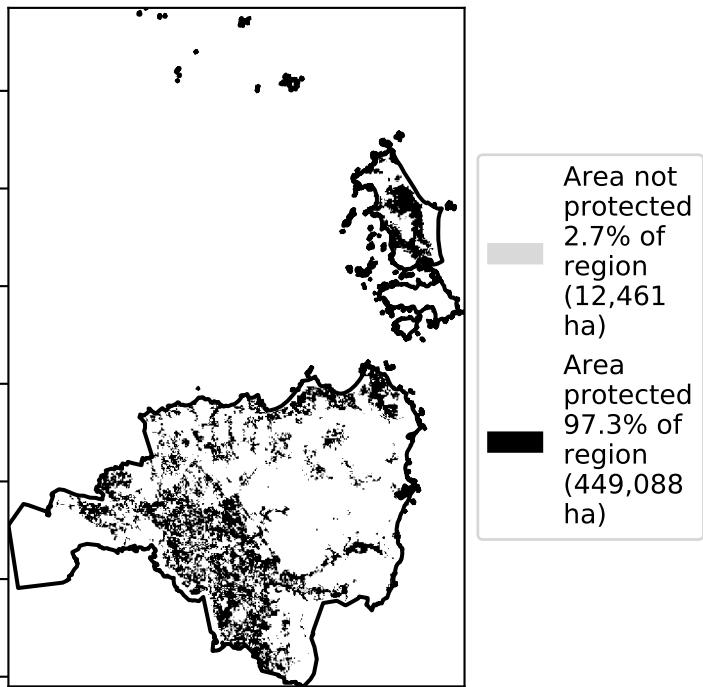 Area not
protected
2.7% of
region
(12,461
ha)
Area
protected
97.3% of
region
(449,088
ha)